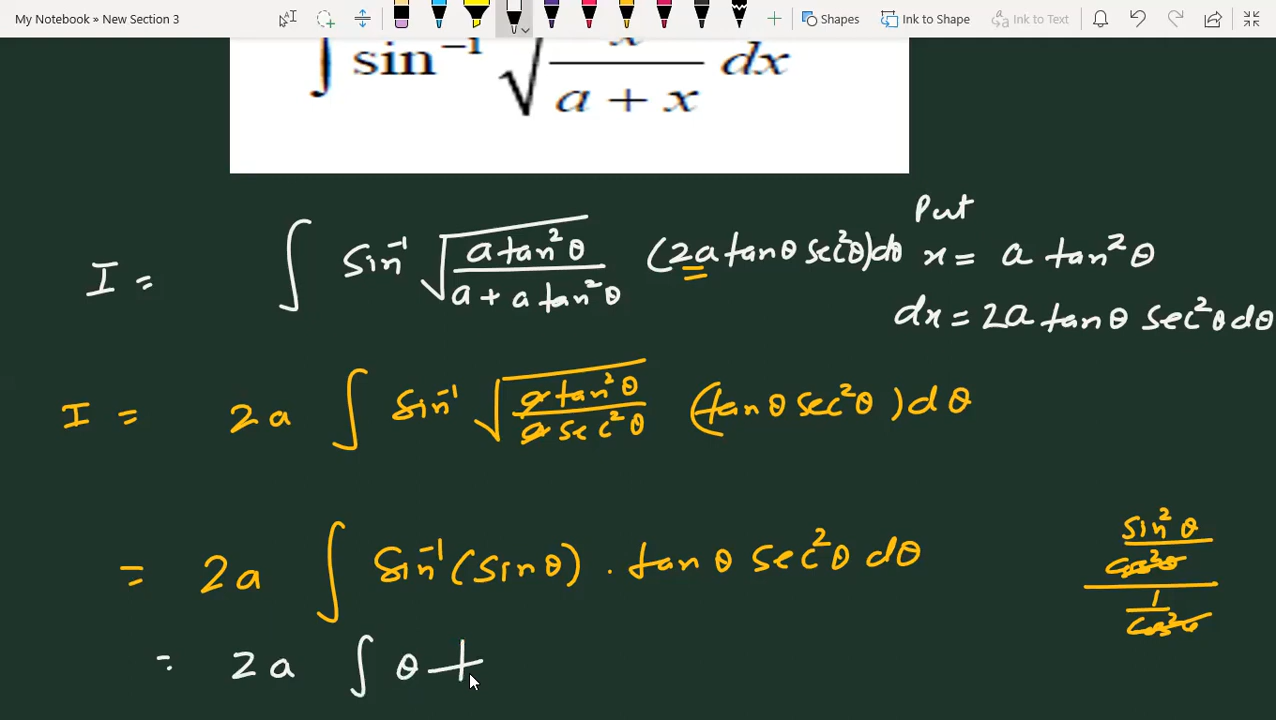 My Notebook » New Section 3
Shapes Ink to Shape Ink to Text
∫ sin⁻¹ √(x/(a + x)) dx
Put
I = ∫ sin⁻¹ √(a tan²θ/(a + a tan²θ)) (2a tanθ sec²θ)dθ x = a tan²θ
dx = 2a tanθ sec²θ dθ
I = 2a ∫ sin⁻¹ √(a tan²θ/(a sec²θ)) (tanθ sec²θ)dθ
= 2a ∫ sin⁻¹(sinθ) . tanθ sec²θ dθ
(sin²θ/cos²θ)/(1/cos²θ)
= 2a ∫ θ t